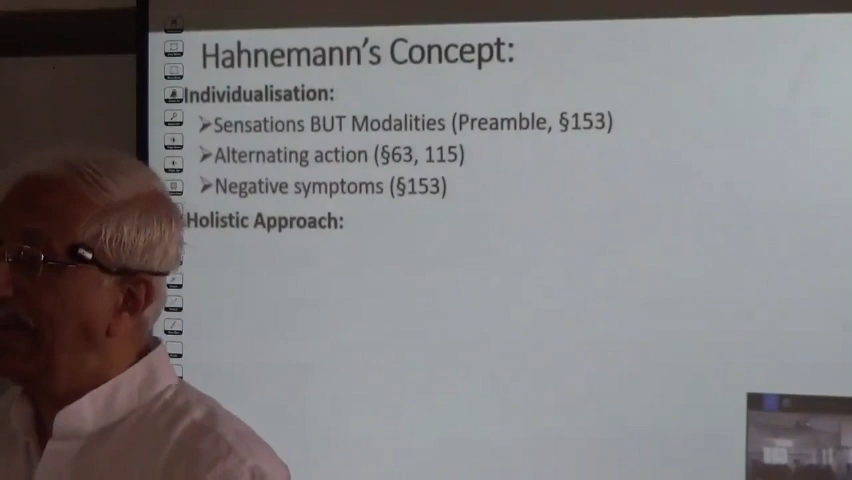 Hahnemann's Concept:
Individualisation:
➢Sensations BUT Modalities (Preamble, §153)
➢Alternating action (§63, 115)
➢Negative symptoms (§153)
Holistic Approach: